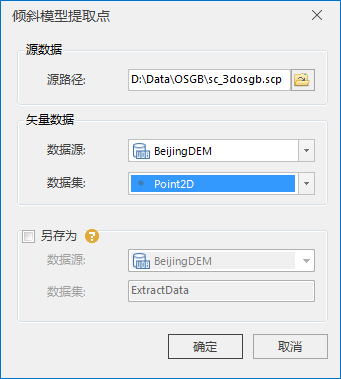 倾斜模型提取点
源数据
源路径: D:\Data\OSGB\sc_3dosgb.scp
矢量数据
数据源: BeijingDEM
数据集: Point2D
另存为 ?
数据源: BeijingDEM
数据集: ExtractData
确定 取消